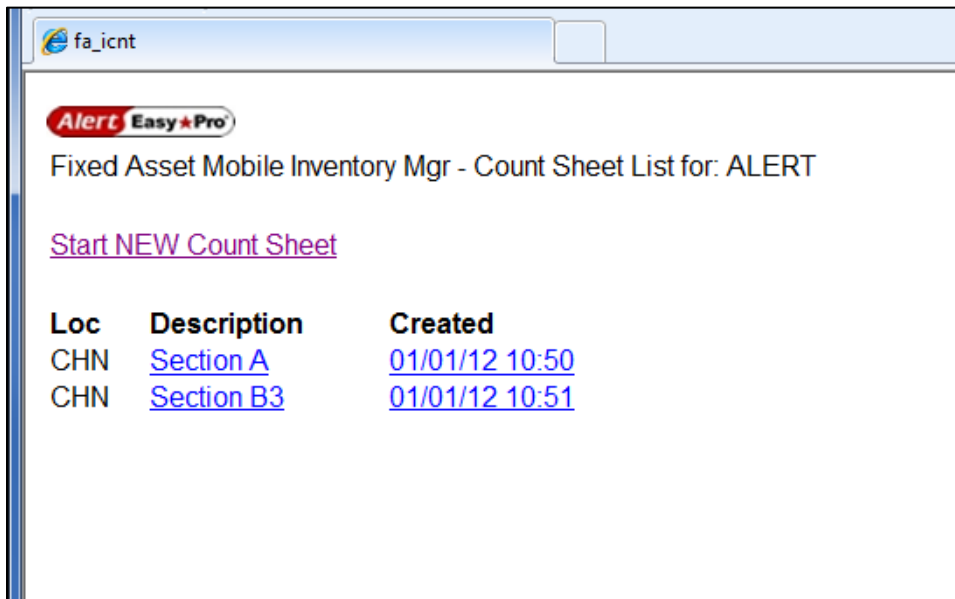 fa_icnt
Alert Easy★Pro
Fixed Asset Mobile Inventory Mgr - Count Sheet List for: ALERT
Start NEW Count Sheet
Loc Description Created
CHN Section A 01/01/12 10:50
CHN Section B3 01/01/12 10:51